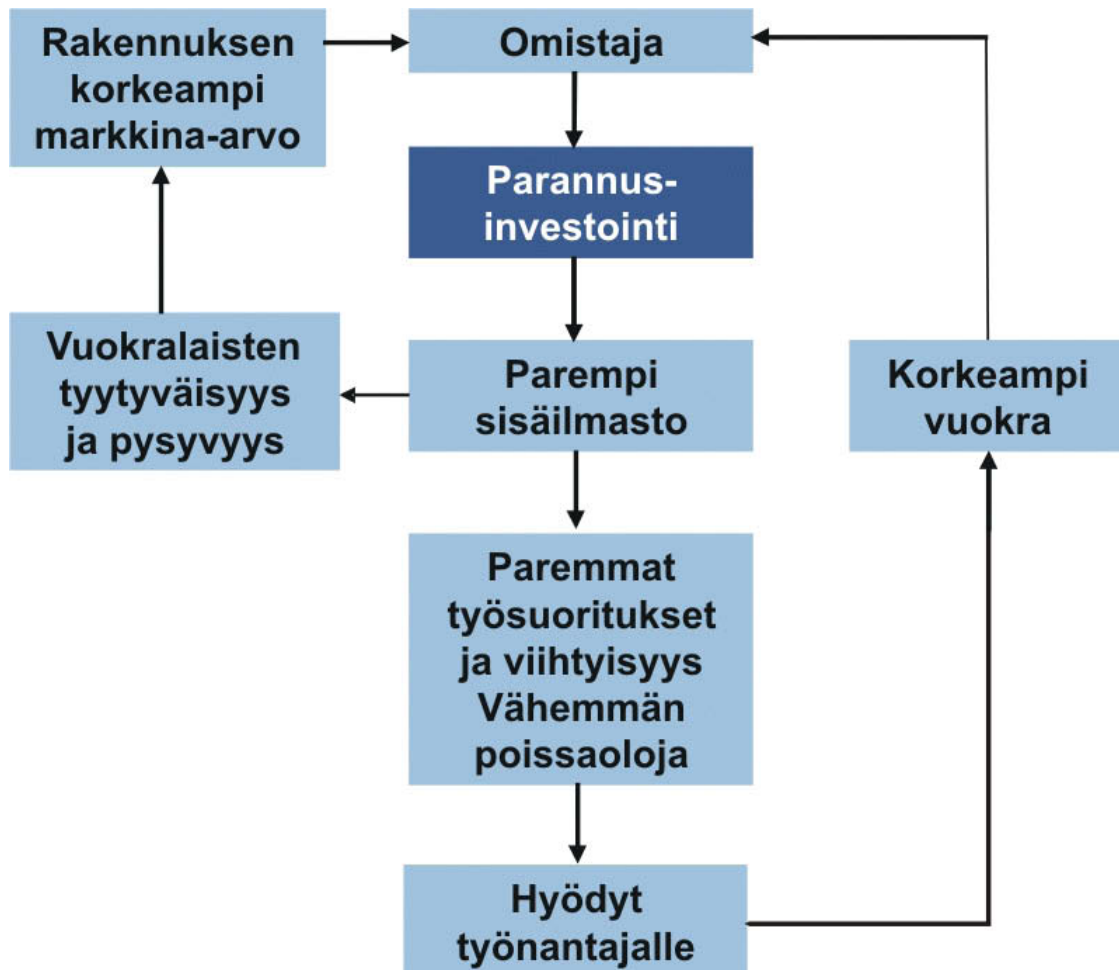 Rakennuksen
korkeampi
markkina-arvo
Omistaja
Parannus-
investointi
Vuokralaisten
tyytyväisyys
ja pysyvyys
Parempi
sisäilmasto
Korkeampi
vuokra
Paremmat
työsuoritukset
ja viihtyisyys
Vähemmän
poissaoloja
Hyödyt
työnantajalle